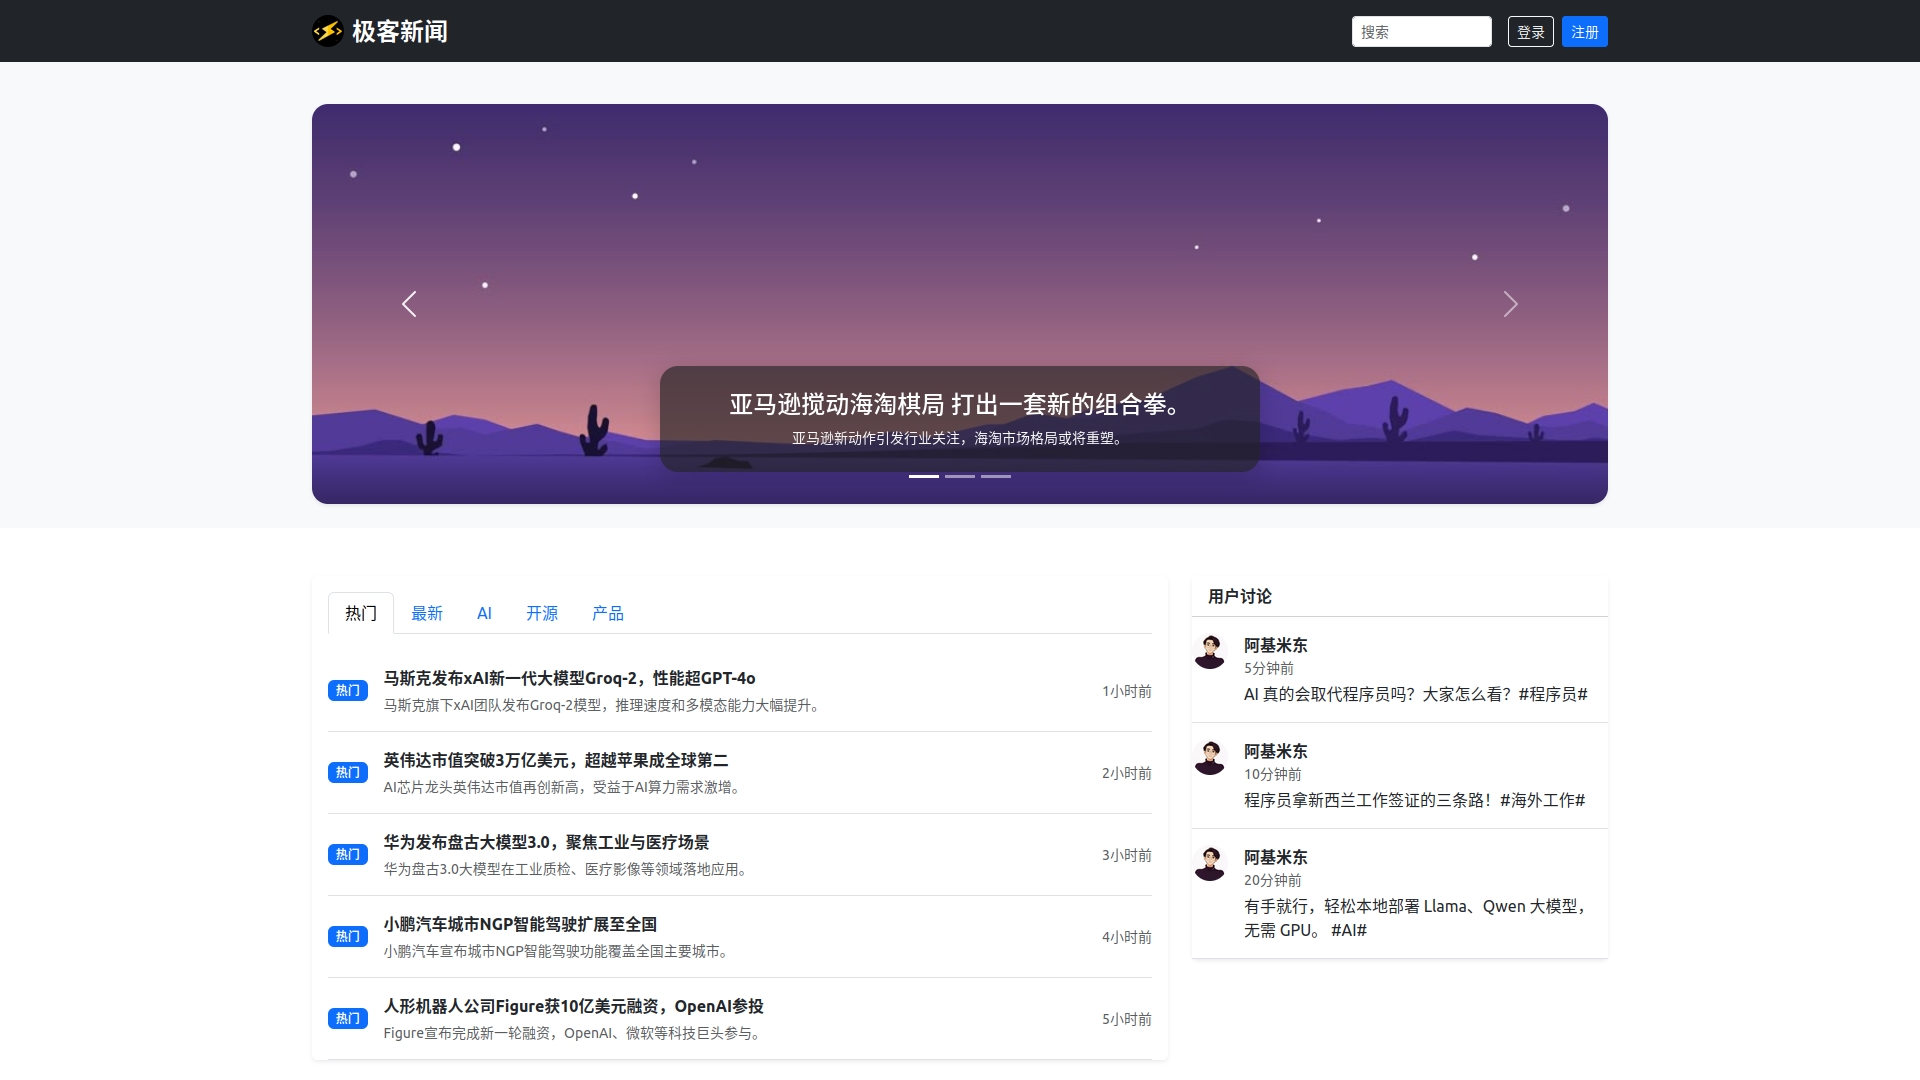 极客新闻
搜索
登录
注册
亚马逊搅动海淘棋局 打出一套新的组合拳。
亚马逊新动作引发行业关注，海淘市场格局或将重塑。
热门 最新 AI 开源 产品
热门
马斯克发布xAI新一代大模型Groq-2，性能超GPT-4o
马斯克旗下xAI团队发布Groq-2模型，推理速度和多模态能力大幅提升。
1小时前
热门
英伟达市值突破3万亿美元，超越苹果成全球第二
AI芯片龙头英伟达市值再创新高，受益于AI算力需求激增。
2小时前
热门
华为发布盘古大模型3.0，聚焦工业与医疗场景
华为盘古3.0大模型在工业质检、医疗影像等领域落地应用。
3小时前
热门
小鹏汽车城市NGP智能驾驶扩展至全国
小鹏汽车宣布城市NGP智能驾驶功能覆盖全国主要城市。
4小时前
热门
人形机器人公司Figure获10亿美元融资，OpenAI参投
Figure宣布完成新一轮融资，OpenAI、微软等科技巨头参与。
5小时前
用户讨论
阿基米东
5分钟前
AI 真的会取代程序员吗？大家怎么看？#程序员#
阿基米东
10分钟前
程序员拿新西兰工作签证的三条路！#海外工作#
阿基米东
20分钟前
有手就行，轻松本地部署 Llama、Qwen 大模型，
无需 GPU。 #AI#